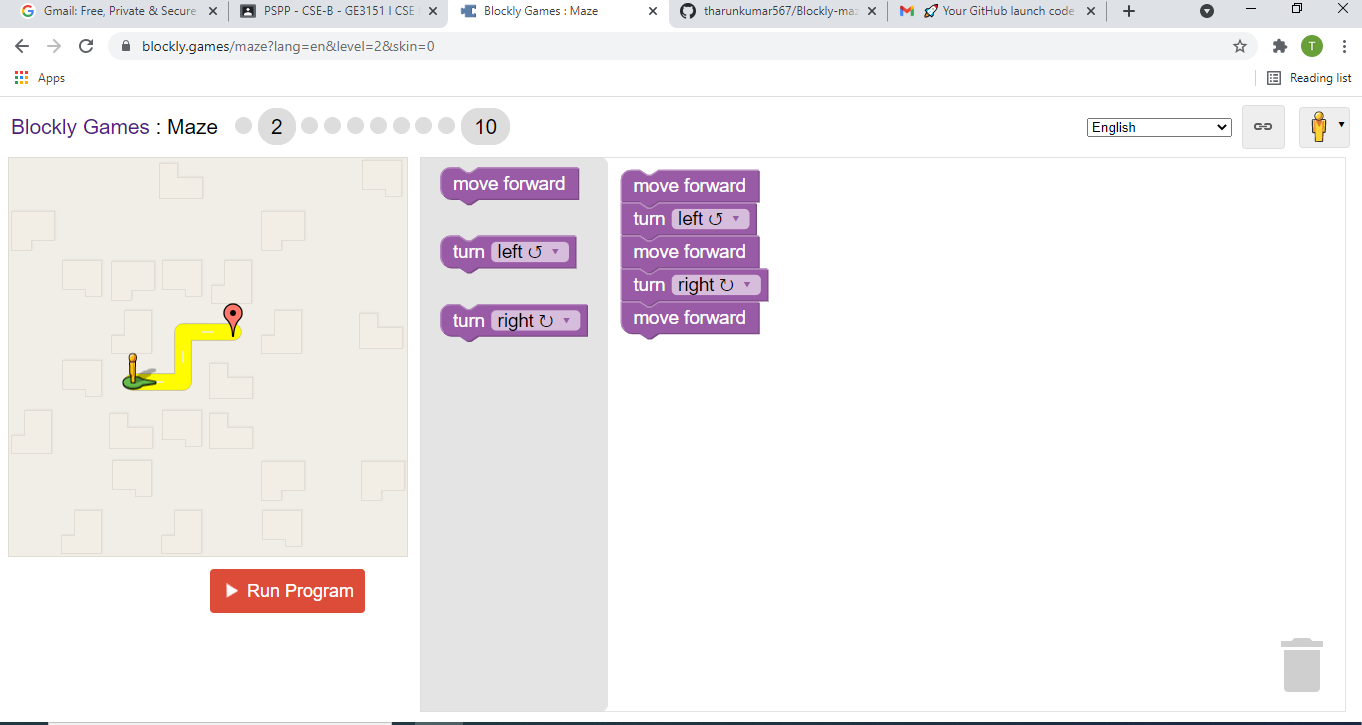 Gmail: Free, Private & Secure
PSPP - CSE-B - GE3151 I CSE
Blockly Games : Maze
tharunkumar567/Blockly-maz
Your GitHub launch code
blockly.games/maze?lang=en&level=2&skin=0
T
Apps
Reading list
Blockly Games : Maze
2
10
English
move forward
turn left ↺
turn right ↻
move forward
turn left ↺
move forward
turn right ↻
move forward
Run Program